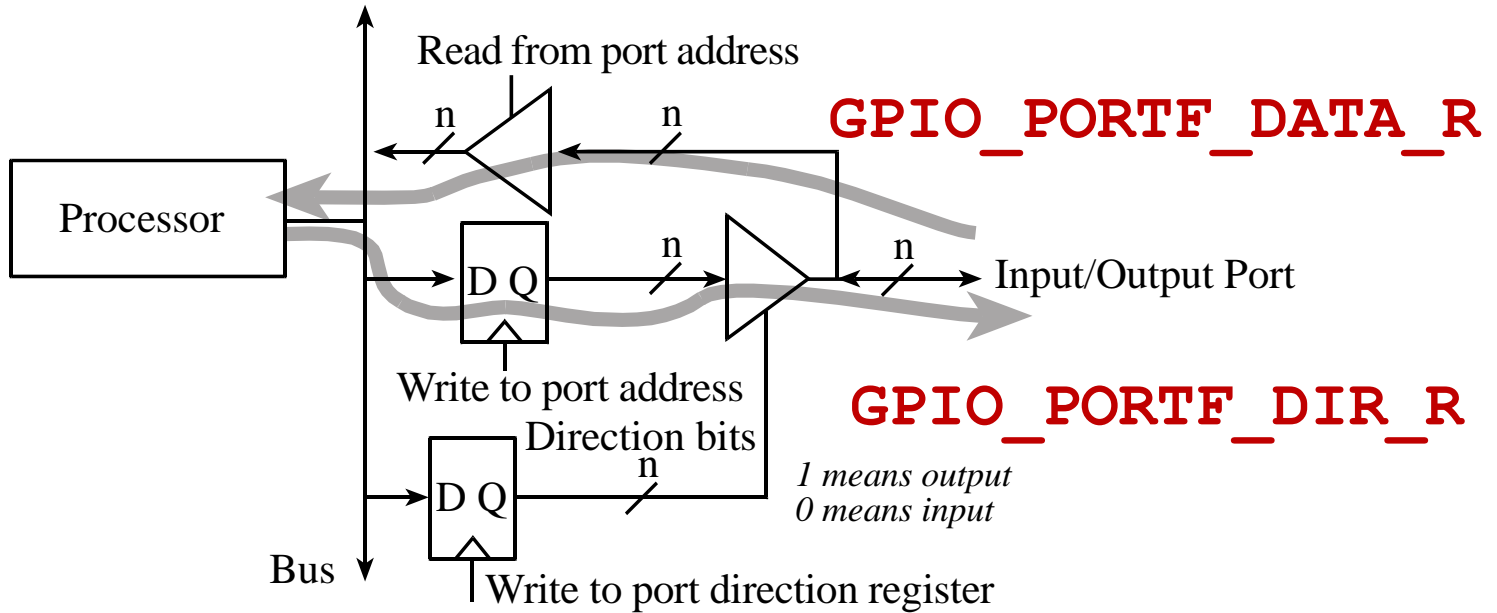 Read from port address
n
n
GPIO_PORTF_DATA_R
Processor
D Q
n
n
Input/Output Port
Write to port address
GPIO_PORTF_DIR_R
Direction bits
n
D Q
1 means output
0 means input
Bus
Write to port direction register